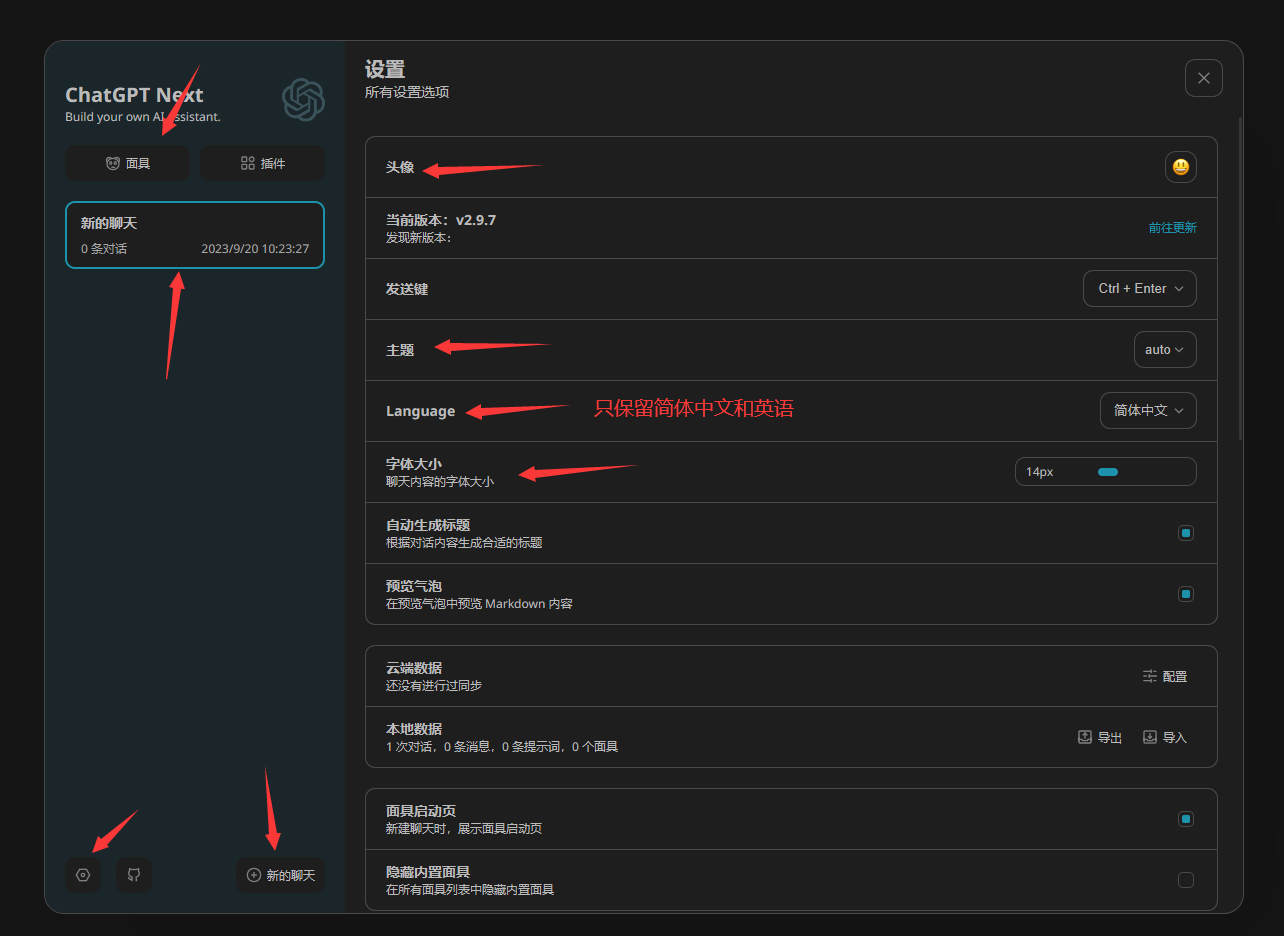 ChatGPT Next
Build your own AI assistant.
面具
插件
新的聊天
0 条对话
2023/9/20 10:23:27
新的聊天
设置
所有设置选项
头像
当前版本：v2.9.7
发现新版本：
前往更新
发送键
Ctrl + Enter
主题
auto
Language
只保留简体中文和英语
简体中文
字体大小
聊天内容的字体大小
14px
自动生成标题
根据对话内容生成合适的标题
预览气泡
在预览气泡中预览 Markdown 内容
云端数据
还没有进行过同步
配置
本地数据
1 次对话，0 条消息，0 条提示词，0 个面具
导出
导入
面具启动页
新建聊天时，展示面具启动页
隐藏内置面具
在所有面具列表中隐藏内置面具